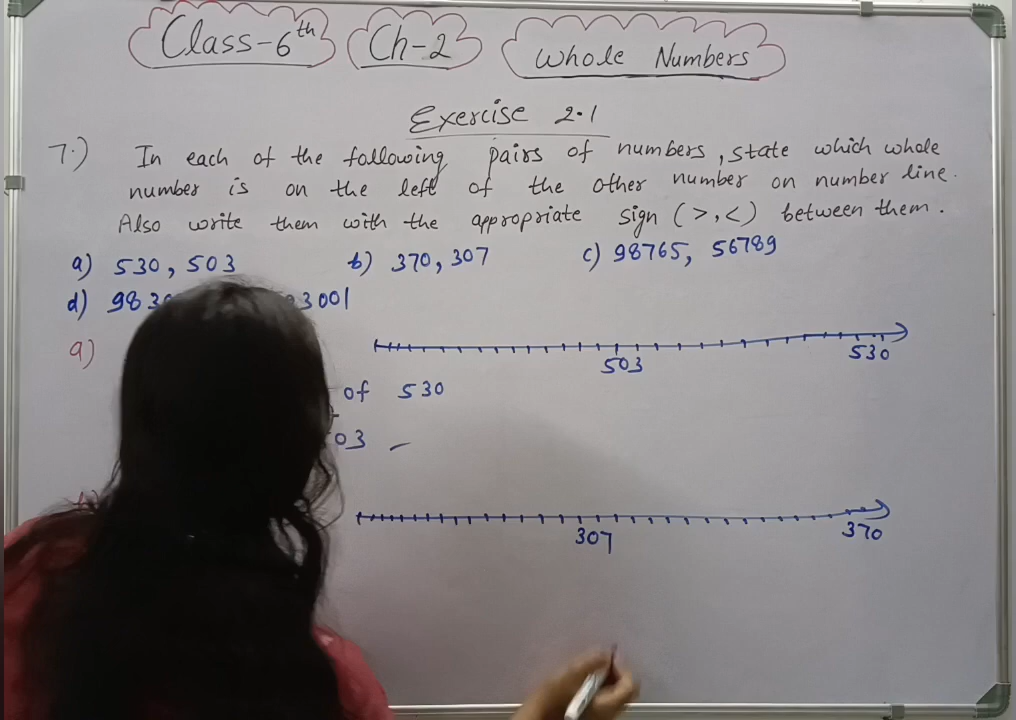 Class-6th Ch-2 Whole Numbers
Exercise 2.1
7.) In each of the following pairs of numbers, state which whole
number is on the left of the other number on number line.
Also write them with the appropriate sign (>,<) between them.
a) 530, 503 b) 370, 307 c) 98765, 56789
d) 983 3001
a)
503 530
of 530
03
307 370